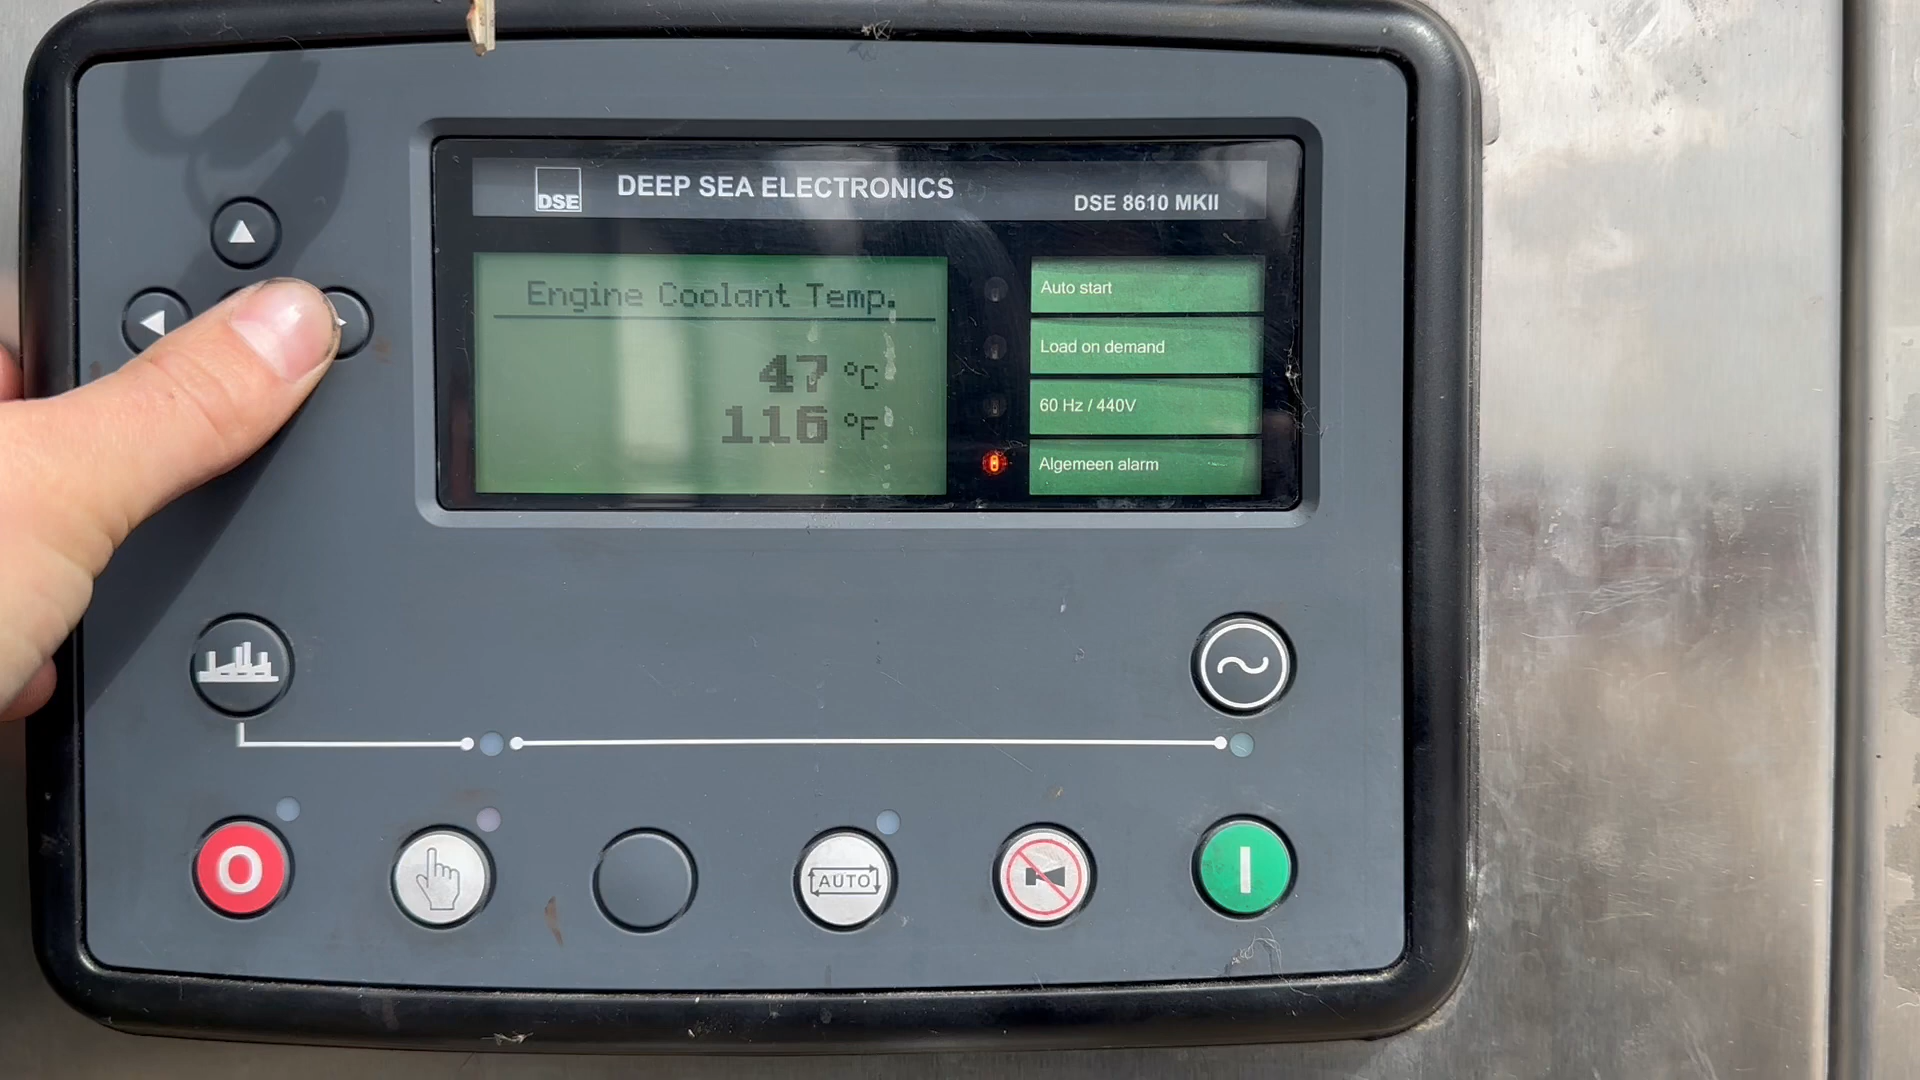 DSE
DEEP SEA ELECTRONICS
DSE 8610 MKII
Engine Coolant Temp.
47 °C
116 °F
Auto start
Load on demand
60 Hz / 440V
Algemeen alarm
O
AUTO
I